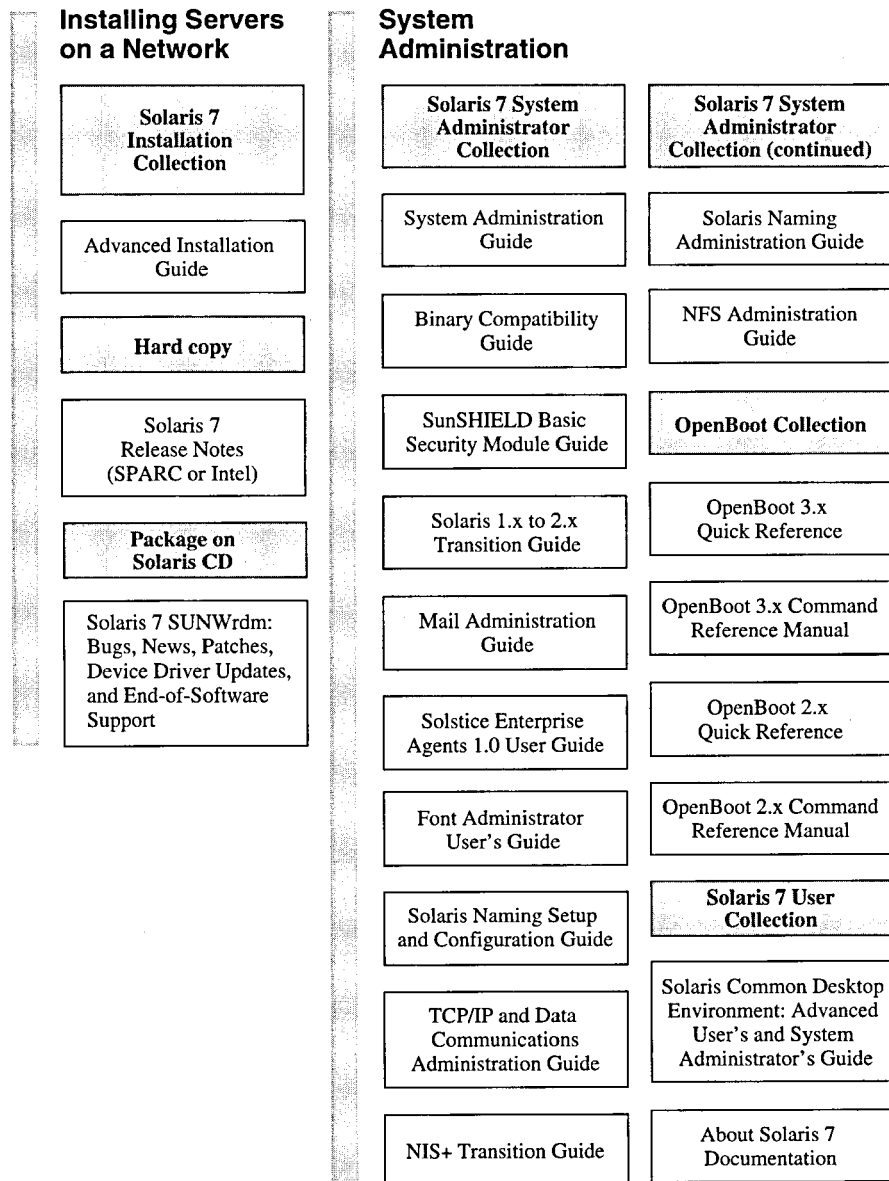 Installing Servers
on a Network
Solaris 7
Installation
Collection
Advanced Installation
Guide
Hard copy
Solaris 7
Release Notes
(SPARC or Intel)
Package on
Solaris CD
Solaris 7 SUNWrdm:
Bugs, News, Patches,
Device Driver Updates,
and End-of-Software
Support
System
Administration
Solaris 7 System
Administrator
Collection
System Administration
Guide
Binary Compatibility
Guide
SunSHIELD Basic
Security Module Guide
Solaris 1.x to 2.x
Transition Guide
Mail Administration
Guide
Solstice Enterprise
Agents 1.0 User Guide
Font Administrator
User's Guide
Solaris Naming Setup
and Configuration Guide
TCP/IP and Data
Communications
Administration Guide
NIS+ Transition Guide
Solaris 7 System
Administrator
Collection (continued)
Solaris Naming
Administration Guide
NFS Administration
Guide
OpenBoot Collection
OpenBoot 3.x
Quick Reference
OpenBoot 3.x Command
Reference Manual
OpenBoot 2.x
Quick Reference
OpenBoot 2.x Command
Reference Manual
Solaris 7 User
Collection
Solaris Common Desktop
Environment: Advanced
User's and System
Administrator's Guide
About Solaris 7
Documentation